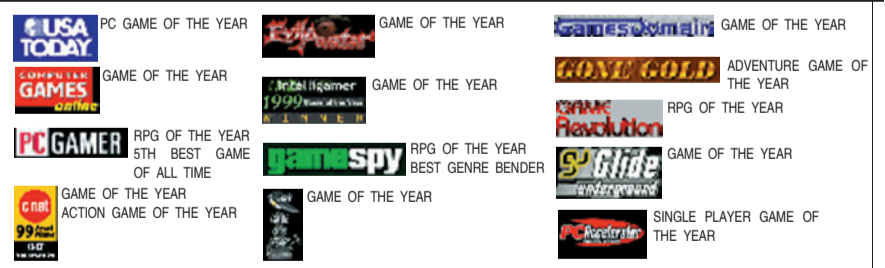 USA
TODAY
PC GAME OF THE YEAR
COMPUTER
GAMES
online
GAME OF THE YEAR
PC GAMER
RPG OF THE YEAR
5TH BEST GAME
OF ALL TIME
c net
99
GAME OF THE YEAR
ACTION GAME OF THE YEAR
Evil
GAME OF THE YEAR
Intelligamer
1999
WINNER
GAME OF THE YEAR
gamespy
RPG OF THE YEAR
BEST GENRE BENDER
GAME OF THE YEAR
GamesDomain
GAME OF THE YEAR
GONE GOLD
ADVENTURE GAME OF
THE YEAR
GAME
Revolution
RPG OF THE YEAR
Glide
underground
GAME OF THE YEAR
PC Accelerator
SINGLE PLAYER GAME OF
THE YEAR